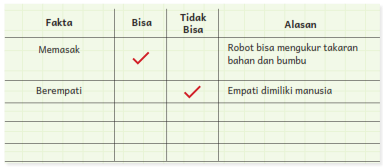 Fakta Bisa Tidak Bisa Alasan
Memasak ✓ Robot bisa mengukur takaran
bahan dan bumbu
Berempati ✓ Empati dimiliki manusia